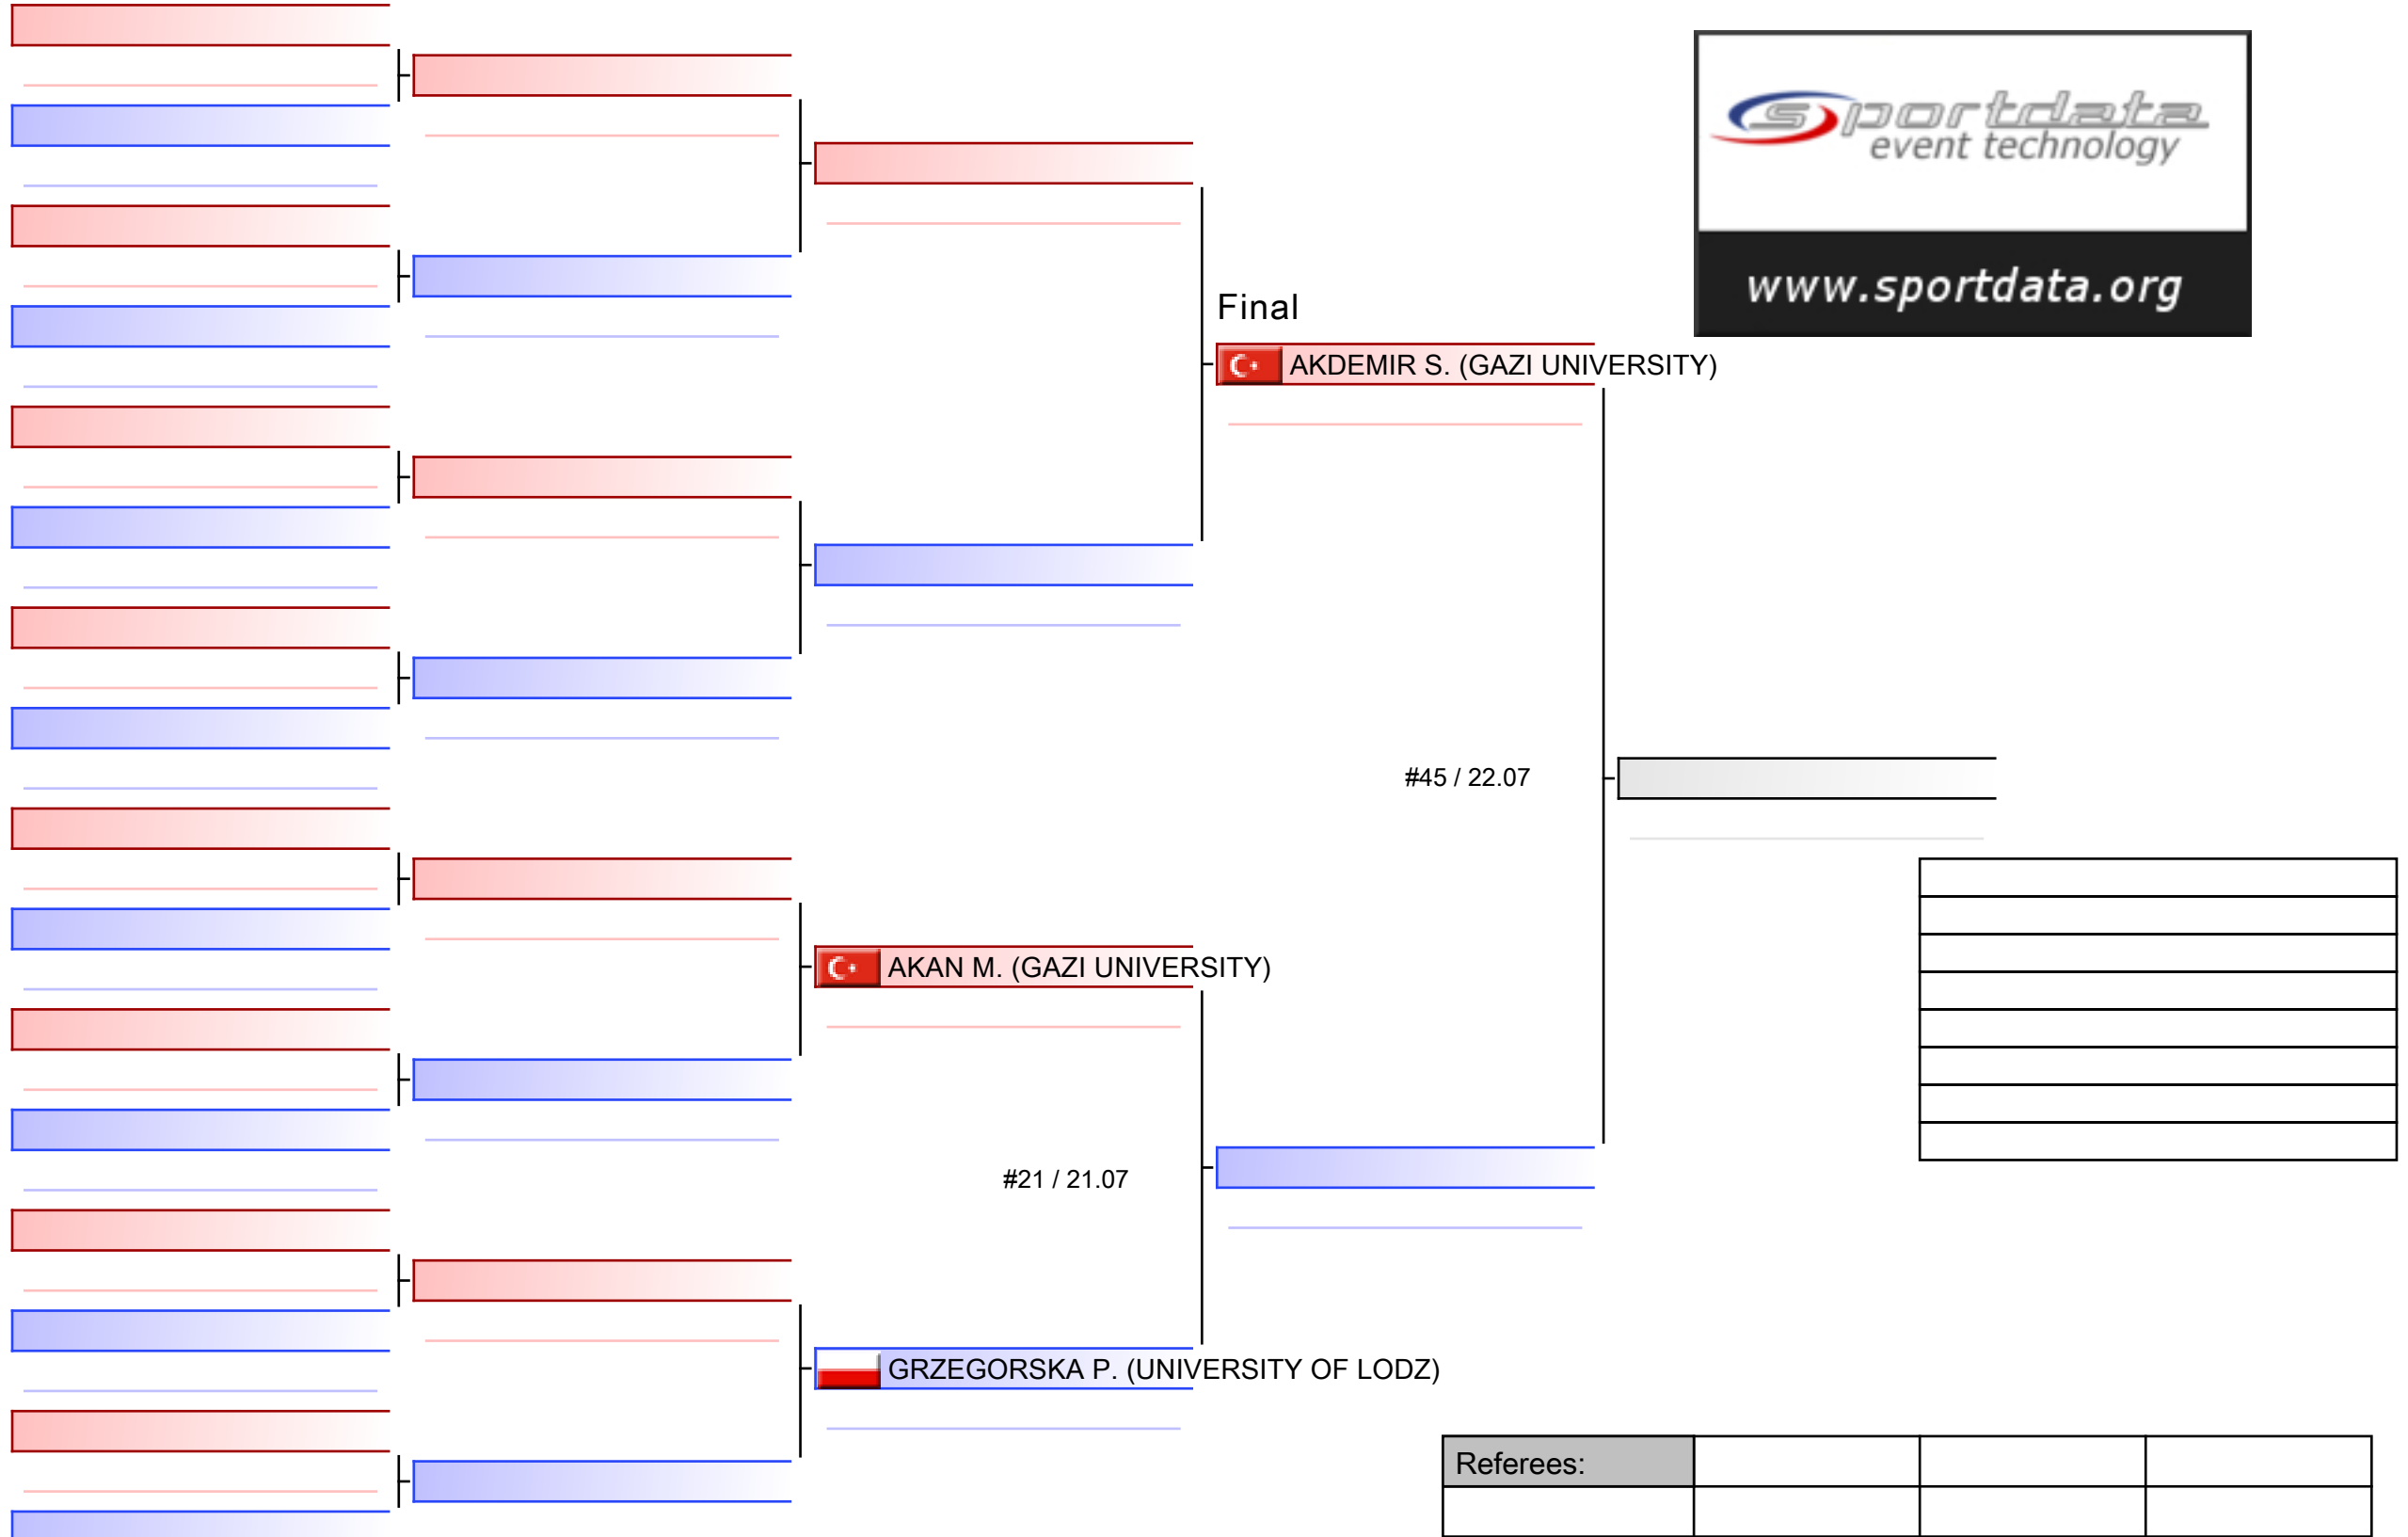 sportdata
event technology
www.sportdata.org
Final
AKDEMIR S. (GAZI UNIVERSITY)
#45 / 22.07
AKAN M. (GAZI UNIVERSITY)
#21 / 21.07
GRZEGORSKA P. (UNIVERSITY OF LODZ)
Referees: